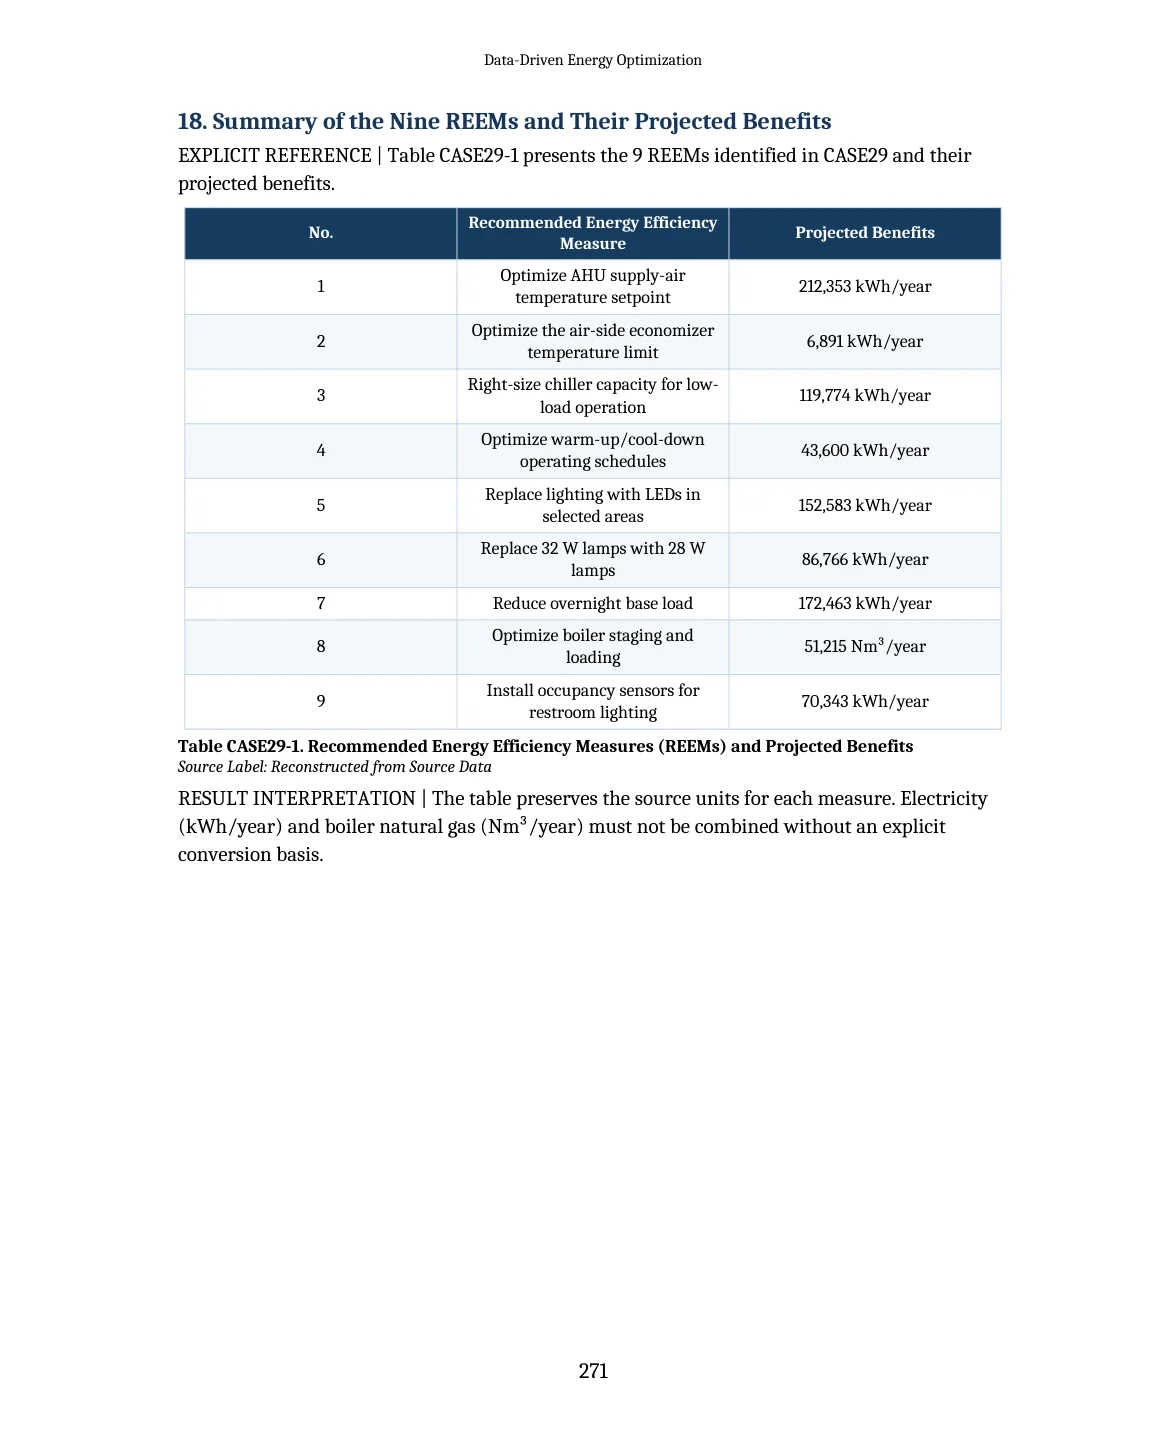 Data-Driven Energy Optimization
18. Summary of the Nine REEMs and Their Projected Benefits
EXPLICIT REFERENCE | Table CASE29-1 presents the 9 REEMs identified in CASE29 and their
projected benefits.
No.
Recommended Energy Efficiency
Measure
Projected Benefits
1
Optimize AHU supply-air
temperature setpoint
212,353 kWh/year
2
Optimize the air-side economizer
temperature limit
6,891 kWh/year
3
Right-size chiller capacity for low-
load operation
119,774 kWh/year
4
Optimize warm-up/cool-down
operating schedules
43,600 kWh/year
5
Replace lighting with LEDs in
selected areas
152,583 kWh/year
6
Replace 32 W lamps with 28 W
lamps
86,766 kWh/year
7
Reduce overnight base load
172,463 kWh/year
8
Optimize boiler staging and
loading
51,215 Nm³/year
9
Install occupancy sensors for
restroom lighting
70,343 kWh/year
Table CASE29-1. Recommended Energy Efficiency Measures (REEMs) and Projected Benefits
Source Label: Reconstructed from Source Data
RESULT INTERPRETATION | The table preserves the source units for each measure. Electricity
(kWh/year) and boiler natural gas (Nm³/year) must not be combined without an explicit
conversion basis.
271